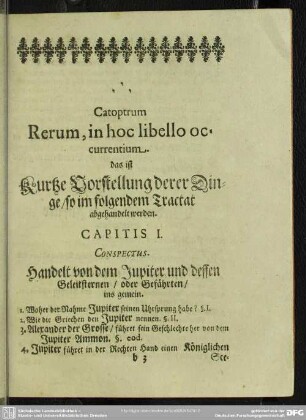 Catoptrum
Rerum, in hoc libello oc-
currentium.
das ist
Kurtze Vorstellung derer Din-
ge/ so im folgendem Tractat
abgehandelt werden.
CAPITIS I.
CONSPECTUS.
Handelt von dem Jupiter und dessen
Geleitsternen/ oder Gefährten/
ins gemein.
1. Woher der Nahme Jupiter seinen Uhrsprung habe/ §. I.
2. Wie die Griechen den Jupiter nennen. §. II.
3. Alexander der Grosse/ führet sein Geschlechte her von dem
Jupiter Ammon. §. eod.
4. Jupiter führet in der Rechten Hand einen Königlichen
b 3 Sce-